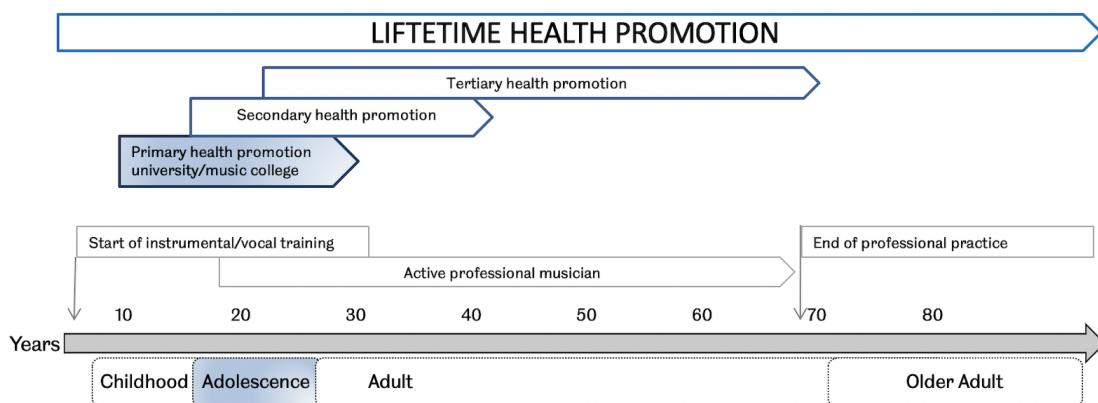 LIFTETIME HEALTH PROMOTION
Tertiary health promotion
Secondary health promotion
Primary health promotion
university/music college
Start of instrumental/vocal training
End of professional practice
Active professional musician
10 20 30 40 50 60 70 80
Years
Childhood Adolescence Adult Older Adult